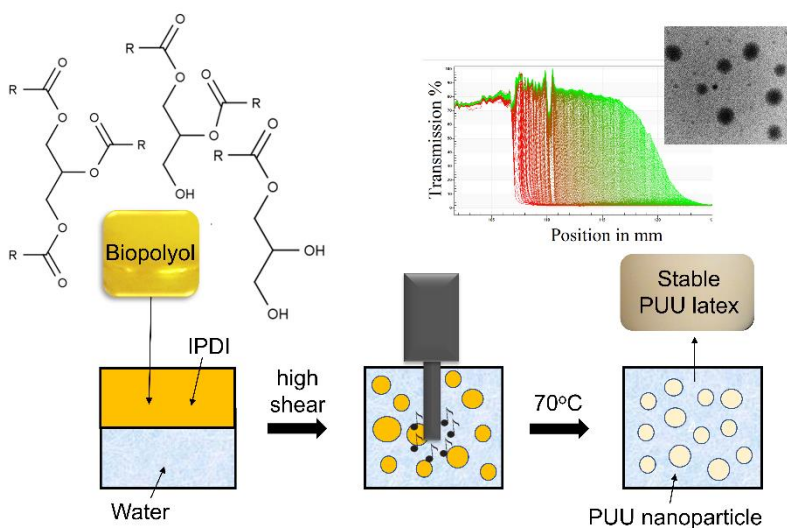 O
R
O
O
R
O
O
O
R
O
R
OH
O
R
O
O
R
O
O
OH
OH
Biopolyol
IPDI
Water
high
shear
70°C
Transmission %
Position in mm
Stable
PUU latex
PUU nanoparticle